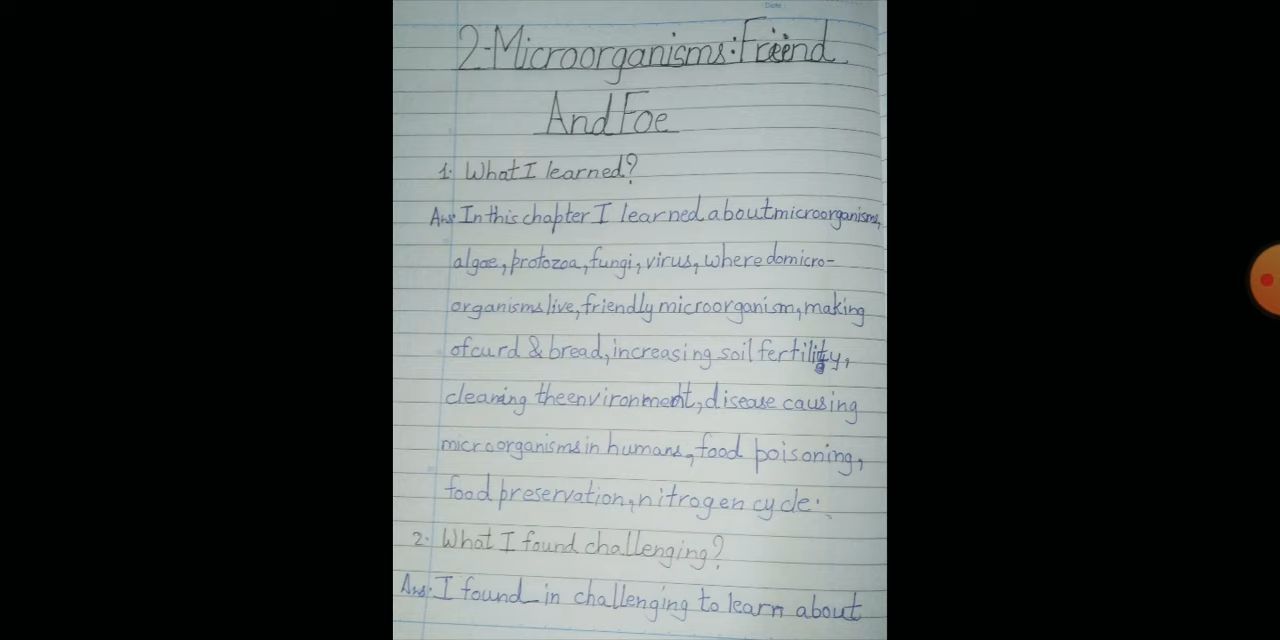 Date
2-Microorganisms:Friend
And Foe
1. What I learned?
Ans: In this chapter I learned about microorganisms,
algae, protozoa, fungi, virus, where do micro-
organisms live, friendly microorganism, making
of curd & bread, increasing soil fertility,
cleaning the environment, disease causing
microorganisms in humans, food poisoning,
food preservation, nitrogen cycle.
2. What I found challenging?
Ans: I found in challenging to learn about